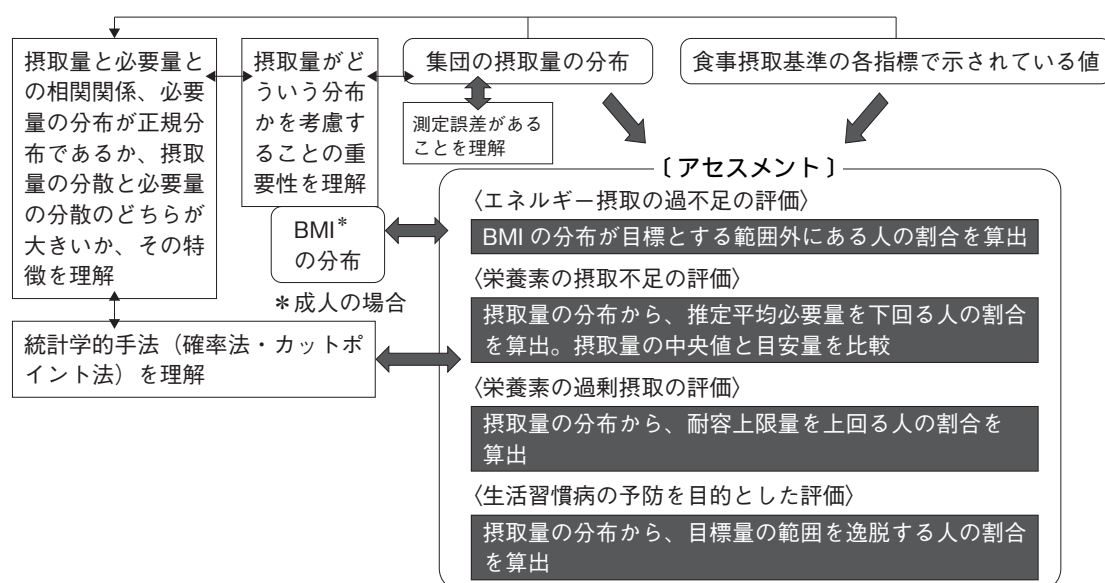 摂取量と必要量と
の相関関係、必要
量の分布が正規分
布であるか、摂取
量の分散と必要量
の分散のどちらが
大きいか、その特
徴を理解
摂取量がど
ういう分布
かを考慮す
ることの重
要性を理解
集団の摂取量の分布
食事摂取基準の各指標で示されている値
測定誤差がある
ことを理解
BMI*
の分布
*成人の場合
統計学的手法（確率法・カットポ
イント法）を理解
〔アセスメント〕
〈エネルギー摂取の過不足の評価〉
BMI の分布が目標とする範囲外にある人の割合を算出
〈栄養素の摂取不足の評価〉
摂取量の分布から、推定平均必要量を下回る人の割合
を算出。摂取量の中央値と目安量を比較
〈栄養素の過剰摂取の評価〉
摂取量の分布から、耐容上限量を上回る人の割合を
算出
〈生活習慣病の予防を目的とした評価〉
摂取量の分布から、目標量の範囲を逸脱する人の割合
を算出